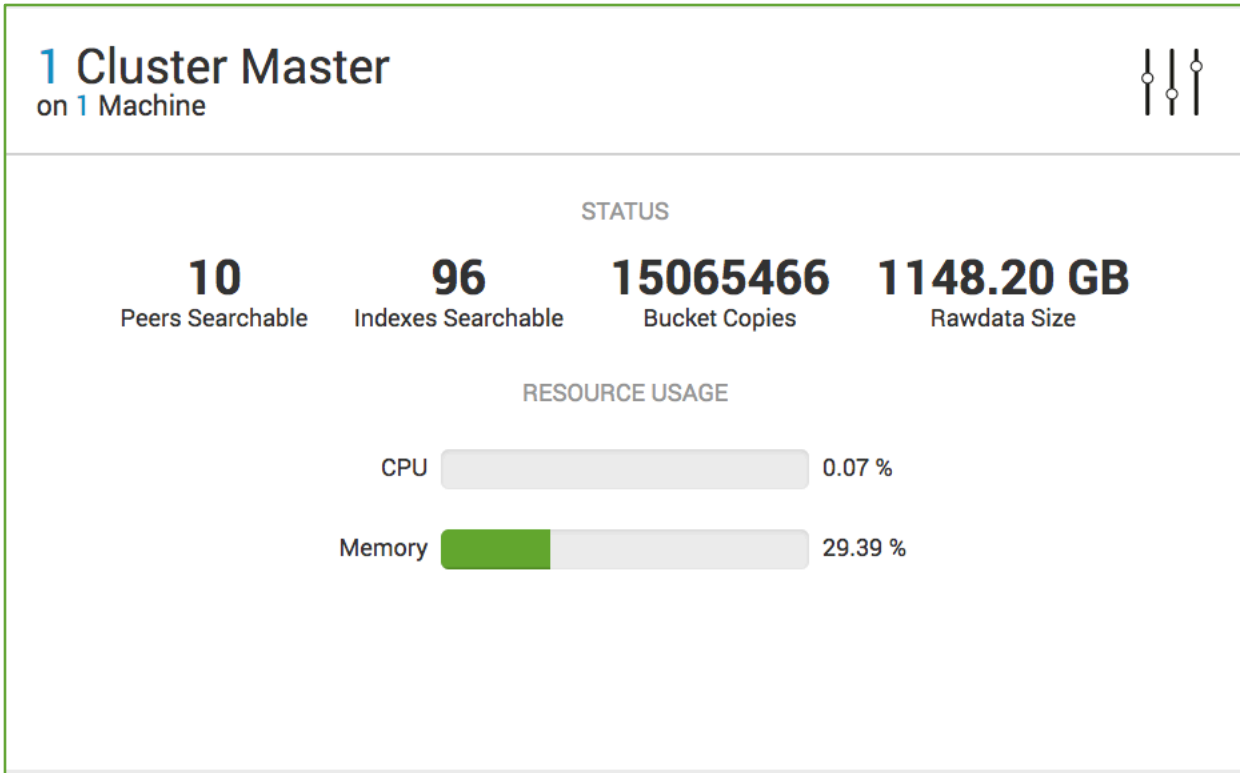 1 Cluster Master
on 1 Machine
STATUS
10 96 15065466 1148.20 GB
Peers Searchable Indexes Searchable Bucket Copies Rawdata Size
RESOURCE USAGE
CPU 0.07 %
Memory 29.39 %